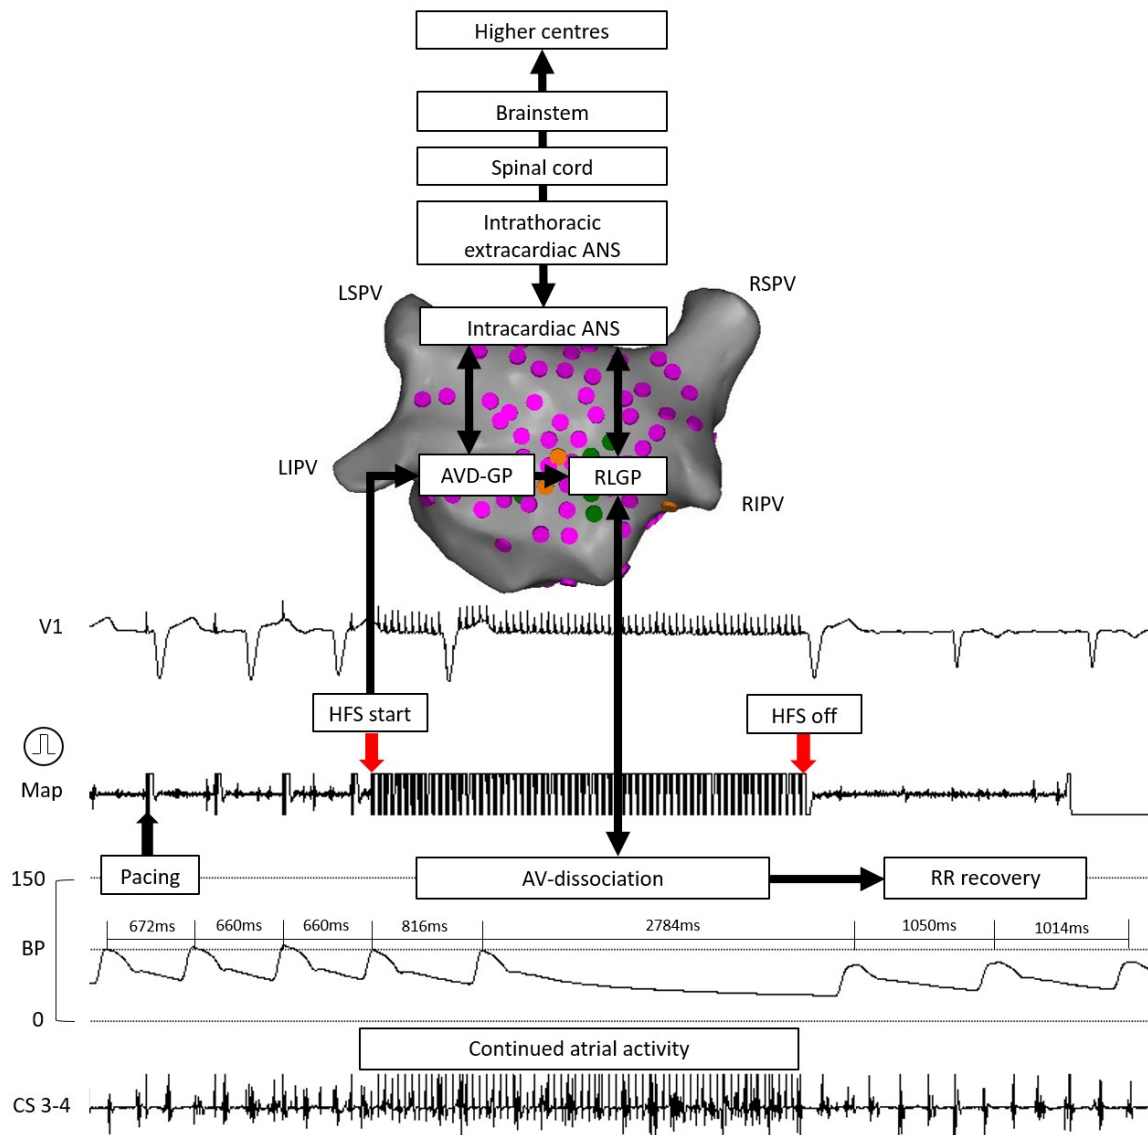 Higher centres
Brainstem
Spinal cord
Intrathoracic
extracardiac ANS
LSPV
RSPV
Intracardiac ANS
LIPV
AVD-GP
RLGP
RIPV
V1
HFS start
HFS off
Map
Pacing
AV-dissociation
RR recovery
150
672ms
660ms
660ms
816ms
2784ms
1050ms
1014ms
BP
0
Continued atrial activity
CS 3-4